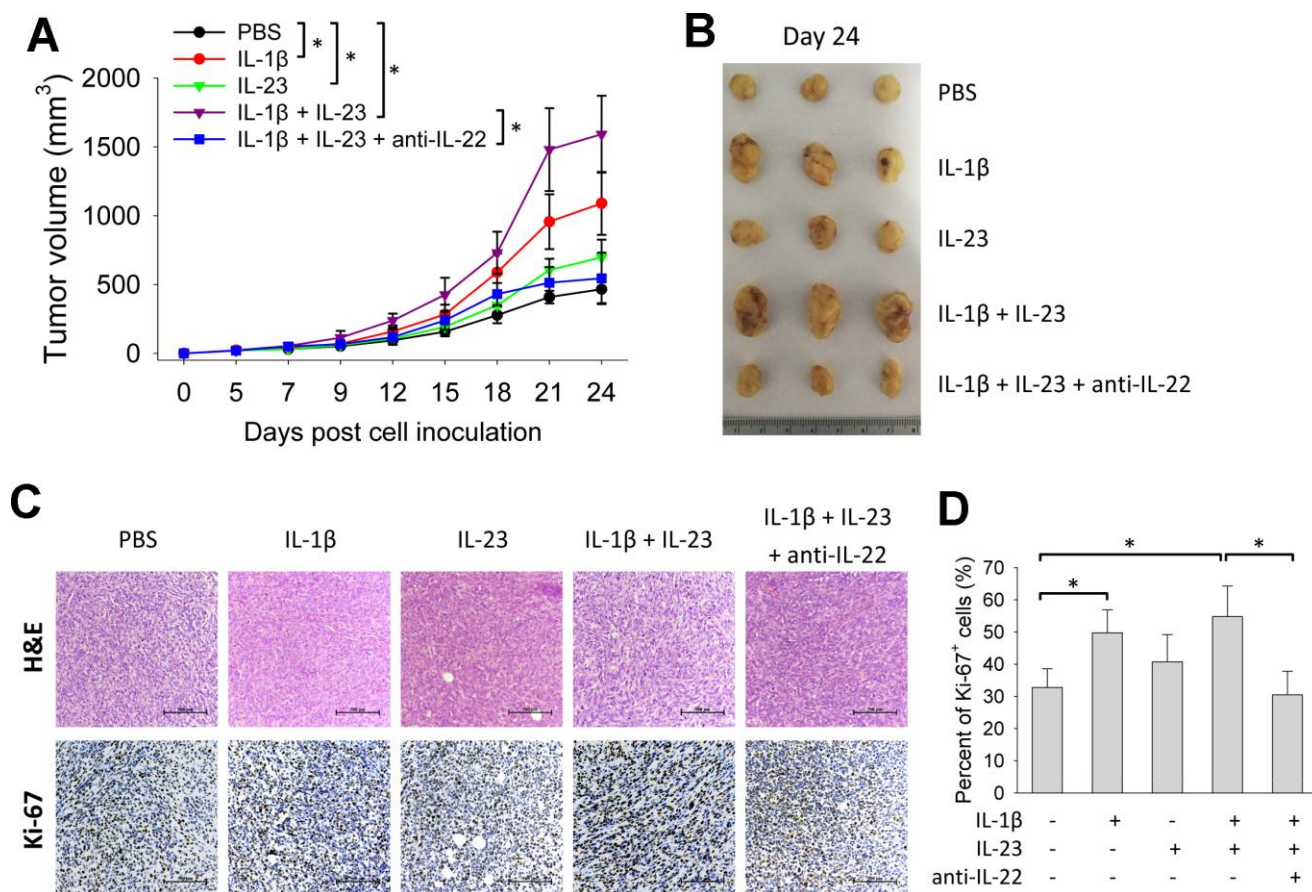 A
PBS
IL-1β
IL-23
IL-1β + IL-23
IL-1β + IL-23 + anti-IL-22
*
*
*
*
Tumor volume (mm³)
2000
1500
1000
500
0
0 5 7 9 12 15 18 21 24
Days post cell inoculation
B
Day 24
PBS
IL-1β
IL-23
IL-1β + IL-23
IL-1β + IL-23 + anti-IL-22
C
PBS IL-1β IL-23 IL-1β + IL-23 IL-1β + IL-23
+ anti-IL-22
H&E
Ki-67
D
*
*
*
Percent of Ki-67⁺ cells (%)
70
60
50
40
30
20
10
0
IL-1β - + - + +
IL-23 - - + + +
anti-IL-22 - - - - +